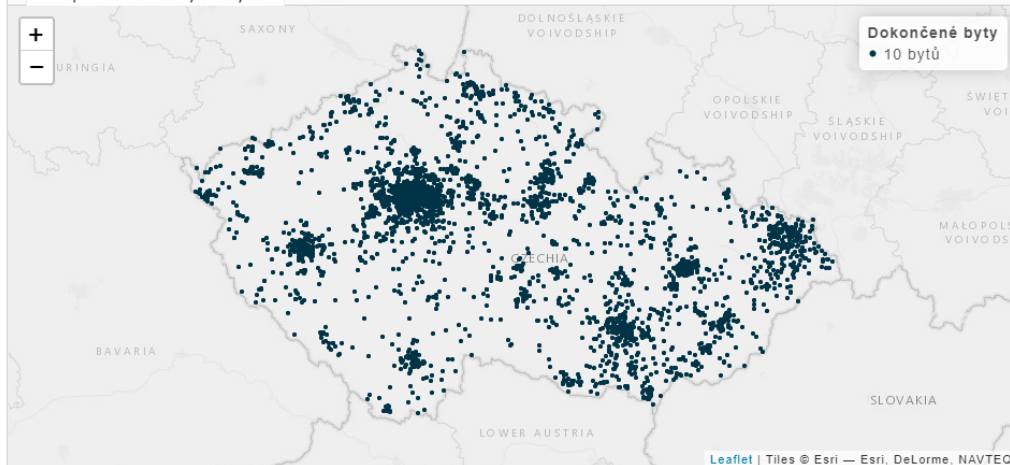 +
−
SAXONY
DOLNOŚLĄSKIE
VOIVODSHIP
Dokončené byty
10 bytů
URINGIA
OPOLSKIE
VOIVODSHIP
ŚLĄSKIE
VOIVODSHIP
ŚWIĘT
VOI
MAŁOPOLS
VOIVODS
CZECHIA
BAVARIA
SLOVAKIA
LOWER AUSTRIA
Leaflet | Tiles © Esri — Esri, DeLorme, NAVTEQ